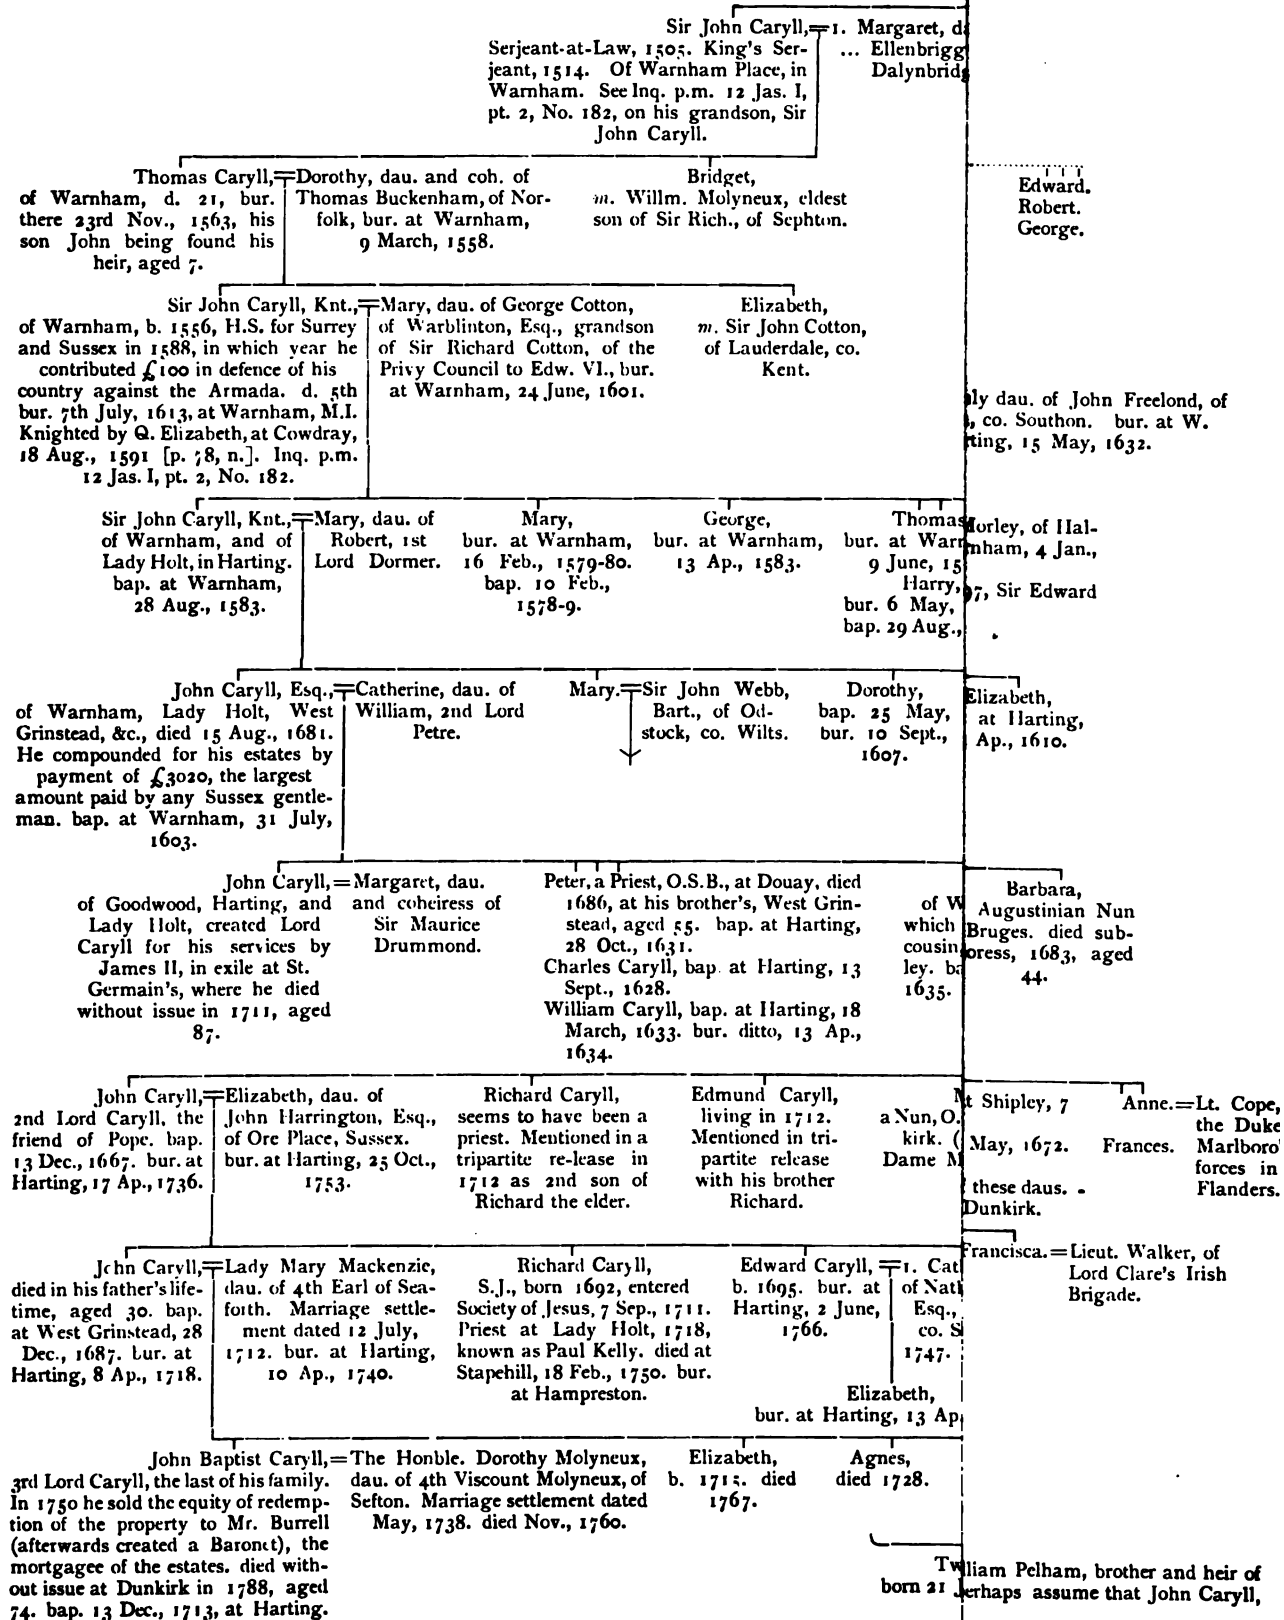 Sir John Caryll,=1. Margaret, d
Serjeant-at-Law, 1505. King's Ser-
jeant, 1514. Of Warnham Place, in
Warnham. See Inq. p.m. 12 Jas. I,
pt. 2, No. 182, on his grandson, Sir
John Caryll.
... Ellenbrigg
Dalynbrid
Thomas Caryll,=
of Warnham, d. 21, bur.
there 23rd Nov., 1563, his
son John being found his
heir, aged 7.
Dorothy, dau. and coh. of
Thomas Buckenham, of Nor-
folk, bur. at Warnham,
9 March, 1558.
Bridget,
m. Willm. Molyneux, eldest
son of Sir Rich., of Sephton.
Edward.
Robert.
George.
Sir John Caryll, Knt.,=
of Warnham, b. 1556, H.S. for Surrey
and Sussex in 1588, in which year he
contributed £100 in defence of his
country against the Armada. d. 5th
bur. 7th July, 1613, at Warnham, M.I.
Knighted by Q. Elizabeth, at Cowdray,
18 Aug., 1591 [p. 8, n.]. Inq. p.m.
12 Jas. I, pt. 2, No. 182.
Mary, dau. of George Cotton,
of Warblinton, Esq., grandson
of Sir Richard Cotton, of the
Privy Council to Edw. VI., bur.
at Warnham, 24 June, 1601.
Elizabeth,
m. Sir John Cotton,
of Lauderdale, co.
Kent.
ly dau. of John Freelond, of
, co. Southon. bur. at W.
ting, 15 May, 1632.
Sir John Caryll, Knt.,=
of Warnham, and of
Lady Holt, in Harting.
bap. at Warnham,
28 Aug., 1583.
Mary, dau. of
Robert, 1st
Lord Dormer.
Mary,
bur. at Warnham,
16 Feb., 1579-80.
bap. 10 Feb.,
1578-9.
George,
bur. at Warnham,
13 Ap., 1583.
Thomas
bur. at Warn
9 June, 15
Harry,
bur. 6 May,
bap. 29 Aug.,
Morley, of Hal-
nham, 4 Jan.,
97, Sir Edward
John Caryll, Esq.,=
of Warnham, Lady Holt, West
Grinstead, &c., died 15 Aug., 1681.
He compounded for his estates by
payment of £3020, the largest
amount paid by any Sussex gentle-
man. bap. at Warnham, 31 July,
1603.
Catherine, dau. of
William, 2nd Lord
Petre.
Mary.=Sir John Webb,
Bart., of Od-
stock, co. Wilts.
Dorothy,
bap. 25 May,
bur. 10 Sept.,
1607.
Elizabeth,
at Harting,
Ap., 1610.
John Caryll,=
of Goodwood, Harting, and
Lady Holt, created Lord
Caryll for his services by
James II, in exile at St.
Germain's, where he died
without issue in 1711, aged
87.
Margaret, dau.
and coheiress of
Sir Maurice
Drummond.
Peter, a Priest, O.S.B., at Douay, died
1686, at his brother's, West Grin-
stead, aged 55. bap. at Harting,
28 Oct., 1631.
Charles Caryll, bap. at Harting, 13
Sept., 1628.
William Caryll, bap. at Harting, 18
March, 1633. bur. ditto, 13 Ap.,
1634.
of W
which
cousin
ley. ba
1635.
Barbara,
Augustinian Nun
Bruges. died sub-
oress, 1683, aged
44.
John Caryll,=
2nd Lord Caryll, the
friend of Pope. bap.
13 Dec., 1667. bur. at
Harting, 17 Ap., 1736.
Elizabeth, dau. of
John Harrington, Esq.,
of Ore Place, Sussex.
bur. at Harting, 25 Oct.,
1753.
Richard Caryll,
seems to have been a
priest. Mentioned in a
tripartite re-lease in
1712 as 2nd son of
Richard the elder.
Edmund Caryll,
living in 1712.
Mentioned in tri-
partite release
with his brother
Richard.
a Nun, O.
kirk. (
Dame M
t Shipley, 7
May, 1672.
these daus.
Dunkirk.
Anne.=Lt. Cope,
the Duke
Marlboro'
forces in
Flanders.
Frances.
John Caryll,=
died in his father's life-
time, aged 30. bap.
at West Grinstead, 28
Dec., 1687. bur. at
Harting, 8 Ap., 1718.
Lady Mary Mackenzie,
dau. of 4th Earl of Sea-
forth. Marriage settle-
ment dated 12 July,
1712. bur. at Harting,
10 Ap., 1740.
Richard Caryll,
S.J., born 1692, entered
Society of Jesus, 7 Sep., 1711.
Priest at Lady Holt, 1718,
known as Paul Kelly. died at
Stapehill, 18 Feb., 1750. bur.
at Hampreston.
Edward Caryll,=
b. 1695. bur. at
Harting, 2 June,
1766.
1. Cat
of Nath
Esq.,
co. S
1747.
Elizabeth,
bur. at Harting, 13 Ap
Francisca.=Lieut. Walker, of
Lord Clare's Irish
Brigade.
John Baptist Caryll,=
3rd Lord Caryll, the last of his family.
In 1750 he sold the equity of redemp-
tion of the property to Mr. Burrell
(afterwards created a Baronet), the
mortgagee of the estates. died with-
out issue at Dunkirk in 1788, aged
74. bap. 13 Dec., 1713, at Harting.
The Honble. Dorothy Molyneux,
dau. of 4th Viscount Molyneux, of
Sefton. Marriage settlement dated
May, 1738. died Nov., 1760.
Elizabeth,
b. 1715. died
1767.
Agnes,
died 1728.
Tw
born 21 J
lliam Pelham, brother and heir of
erhaps assume that John Caryll,